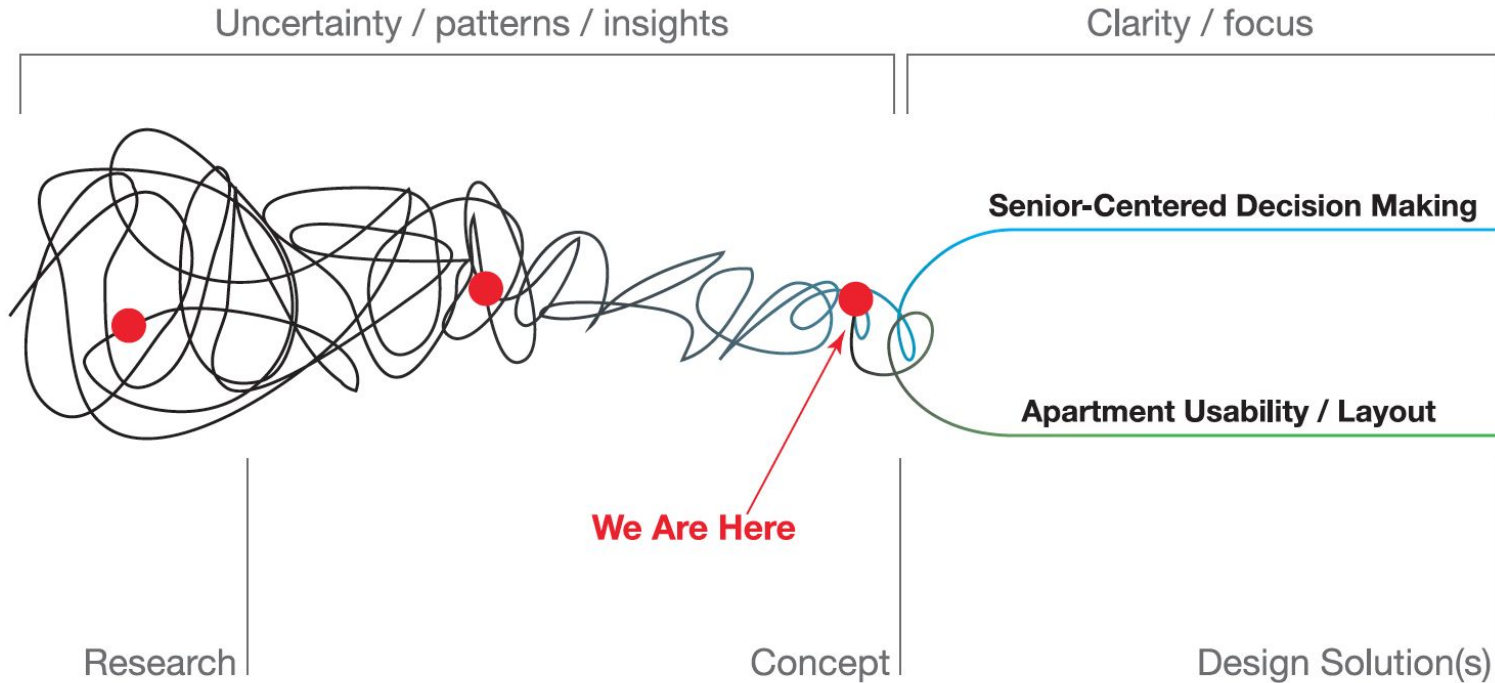 Uncertainty / patterns / insights
Clarity / focus
Senior-Centered Decision Making
Apartment Usability / Layout
We Are Here
Research
Concept
Design Solution(s)